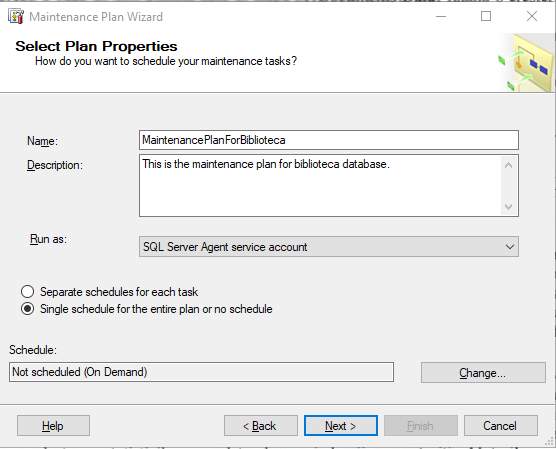 Maintenance Plan Wizard
Select Plan Properties
How do you want to schedule your maintenance tasks?
Name:
MaintenancePlanForBiblioteca
Description:
This is the maintenance plan for biblioteca database.
Run as:
SQL Server Agent service account
Separate schedules for each task
Single schedule for the entire plan or no schedule
Schedule:
Not scheduled (On Demand)
Change...
Help
< Back
Next >
Finish
Cancel